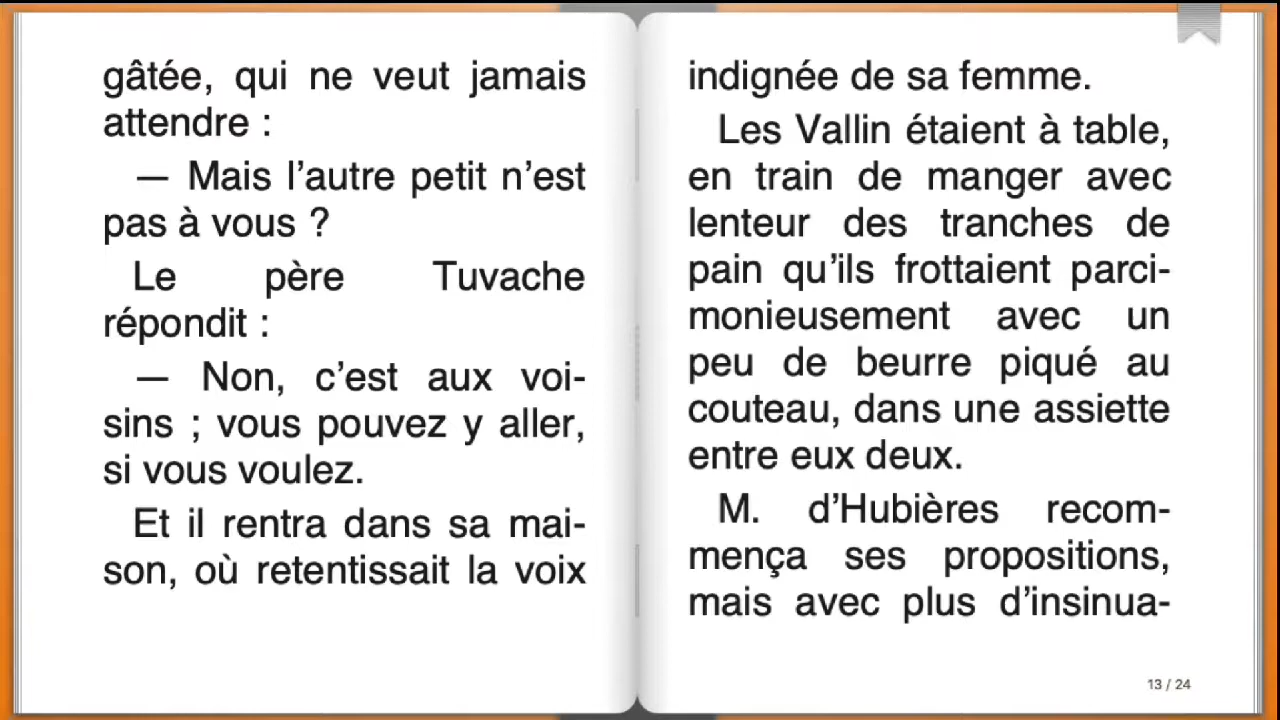 gâtée, qui ne veut jamais
attendre :
— Mais l’autre petit n’est
pas à vous ?
Le père Tuvache
répondit :
— Non, c’est aux voi-
sins ; vous pouvez y aller,
si vous voulez.
Et il rentra dans sa mai-
son, où retentissait la voix
indignée de sa femme.
Les Vallin étaient à table,
en train de manger avec
lenteur des tranches de
pain qu’ils frottaient parci-
monieusement avec un
peu de beurre piqué au
couteau, dans une assiette
entre eux deux.
M. d’Hubières recom-
mença ses propositions,
mais avec plus d’insinua-
13 / 24